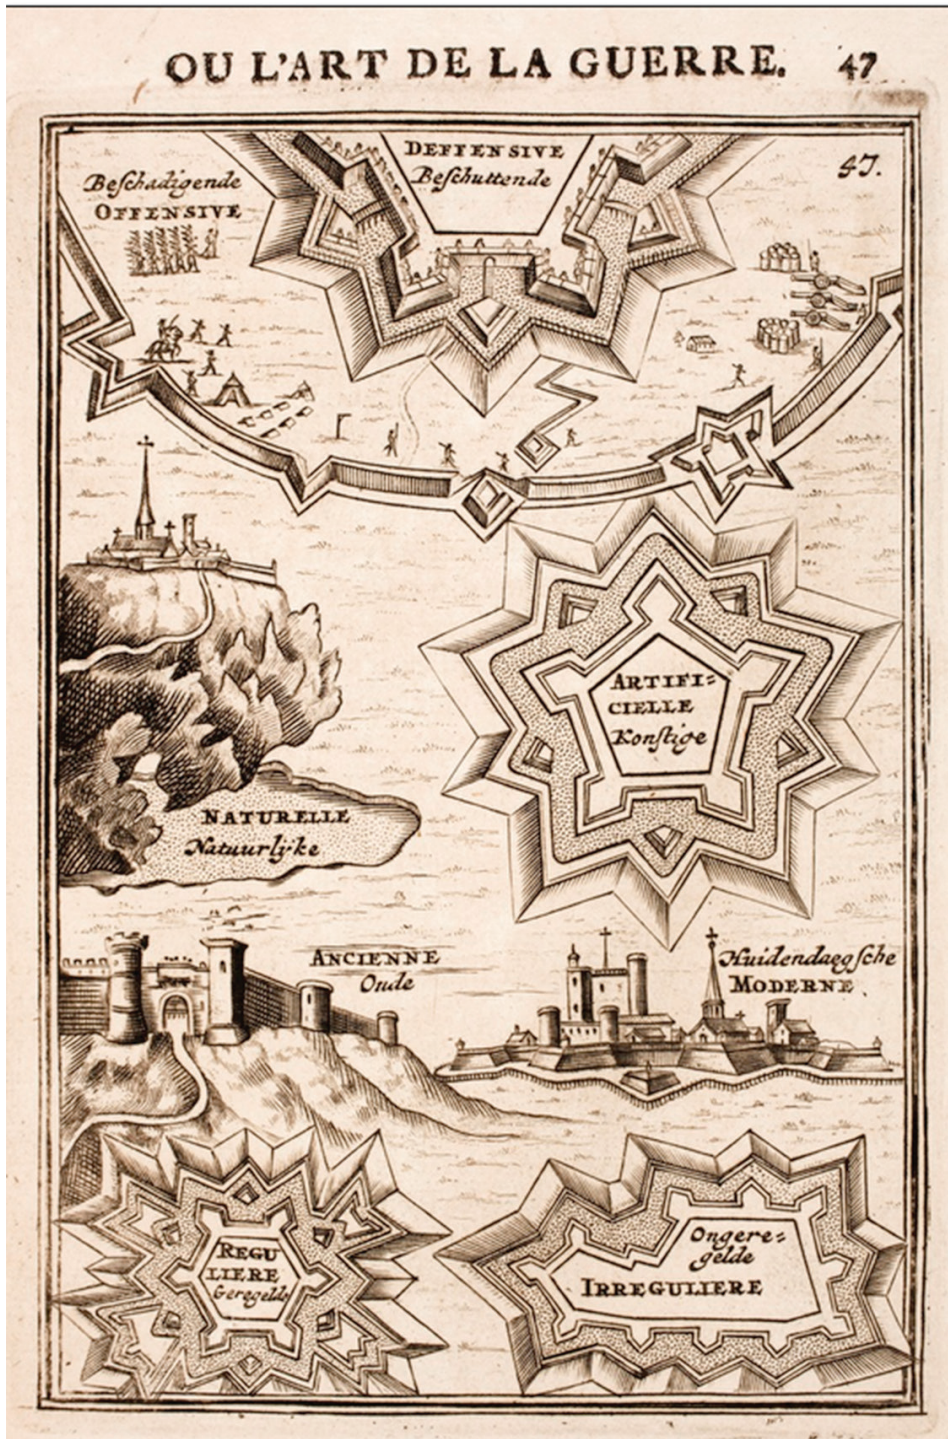 OU L'ART DE LA GUERRE. 47
DEFFENSIVE
Beſchuttende
47.
Beſchadigende
OFFENSIVE
ARTIFI=
CIELLE
Konſtige
NATURELLE
Natuurlijke
ANCIENNE
Oude
Huidendaegſche
MODERNE
REGU
LIERE
Geregelde
Ongere=
gelde
IRREGULIERE